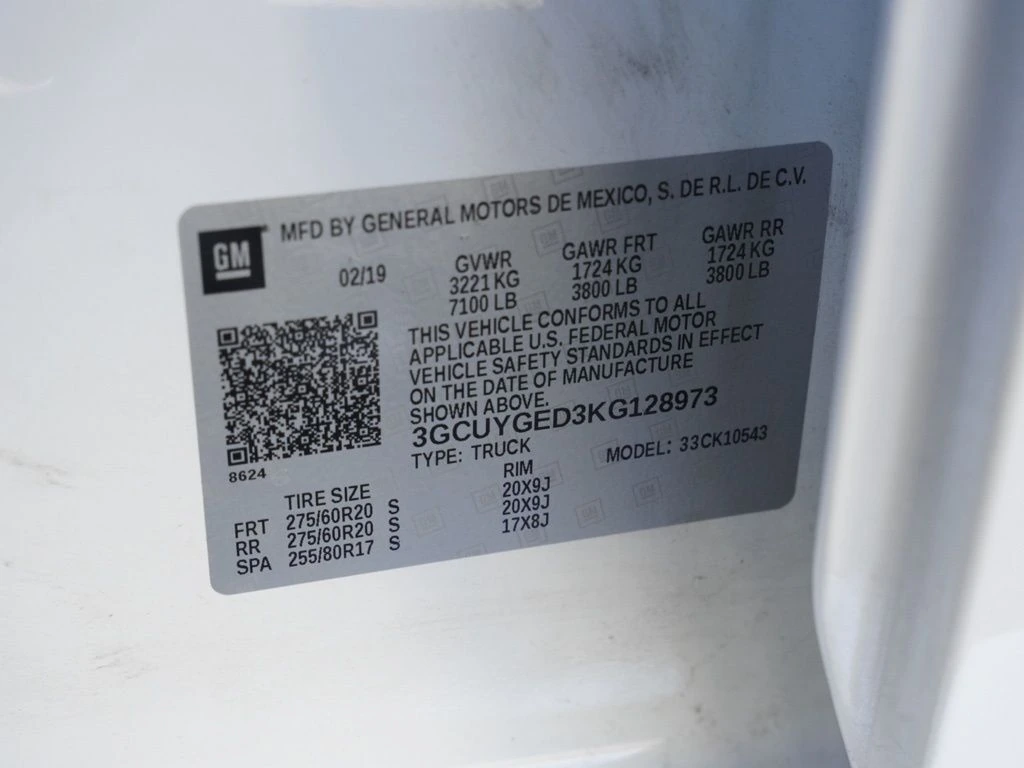 GM MFD BY GENERAL MOTORS DE MEXICO, S. DE R.L. DE C.V.
02/19 GVWR GAWR FRT GAWR RR
3221 KG 1724 KG 1724 KG
7100 LB 3800 LB 3800 LB
THIS VEHICLE CONFORMS TO ALL
APPLICABLE U.S. FEDERAL MOTOR
VEHICLE SAFETY STANDARDS IN EFFECT
ON THE DATE OF MANUFACTURE
SHOWN ABOVE.
3GCUYGED3KG128973
TYPE: TRUCK MODEL: 33CK10543
8624
TIRE SIZE RIM
FRT 275/60R20 S 20X9J
RR 275/60R20 S 20X9J
SPA 255/80R17 S 17X8J